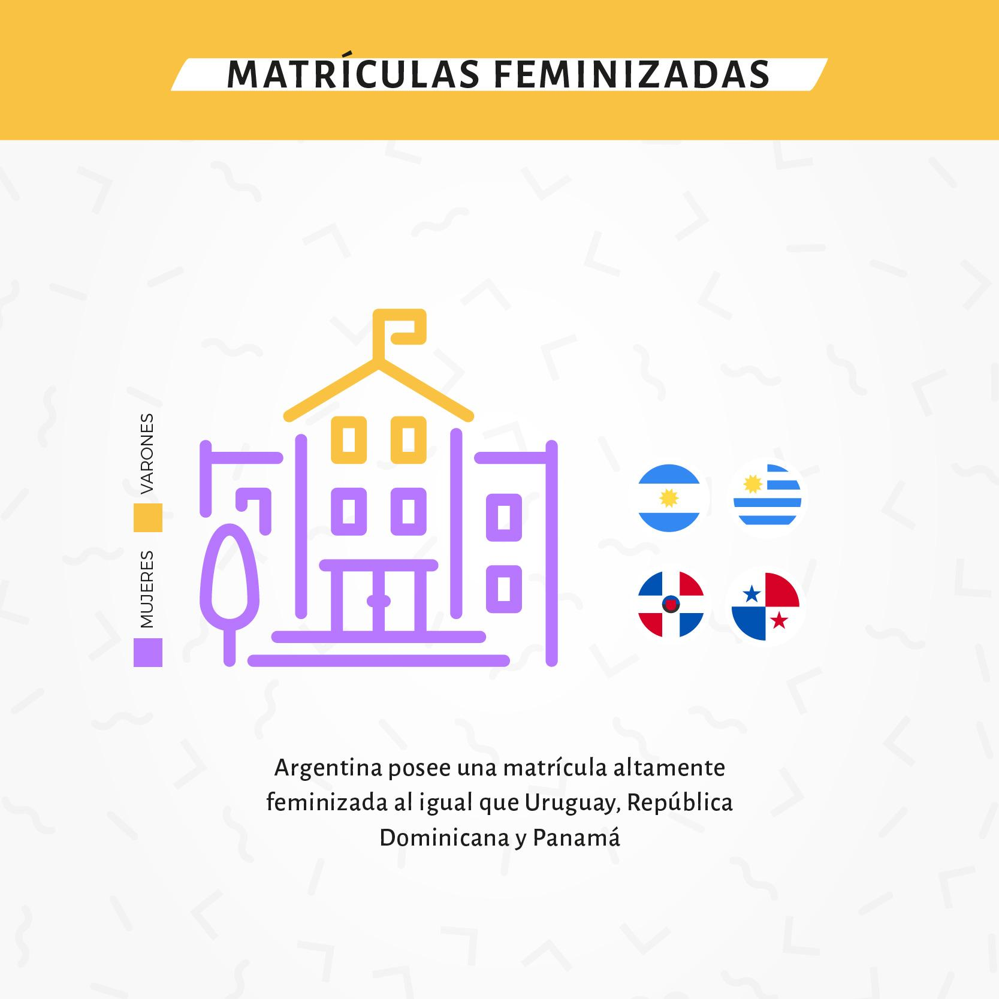 MATRÍCULAS FEMINIZADAS
VARONES
MUJERES
Argentina posee una matrícula altamente
feminizada al igual que Uruguay, República
Dominicana y Panamá